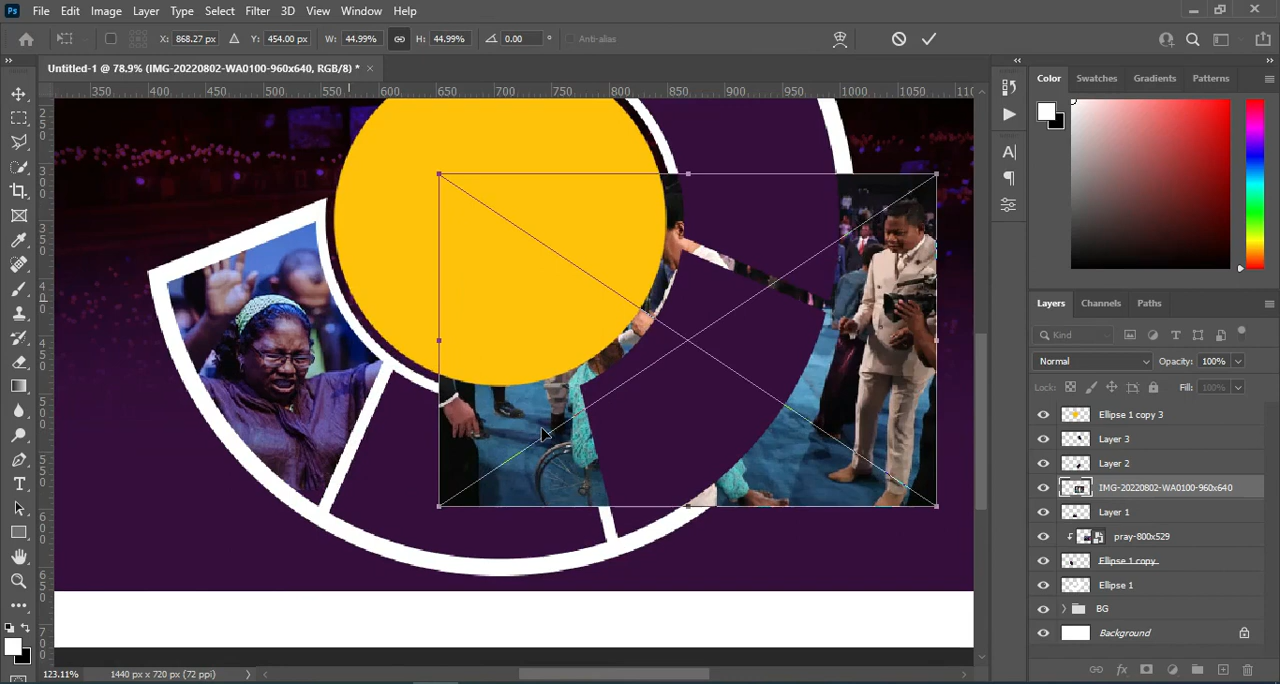 Ps File Edit Image Layer Type Select Filter 3D View Window Help
X: 868.27 px Y: 454.00 px W: 44.99% H: 44.99% 0.00 ° Anti-alias
Untitled-1 @ 78.9% (IMG-20220802-WA0100-960x640, RGB/8) * ×
350 400 450 500 550 600 650 700 750 800 850 900 950 1000 1050
Color Swatches Gradients Patterns
Layers Channels Paths
Kind
Normal Opacity: 100%
Lock: Fill: 100%
Ellipse 1 copy 3
Layer 3
Layer 2
IMG-20220802-WA0100-960x640
Layer 1
pray-800x529
Ellipse 1 copy
Ellipse 1
BG
Background
123.11% 1440 px x 720 px (72 ppi)